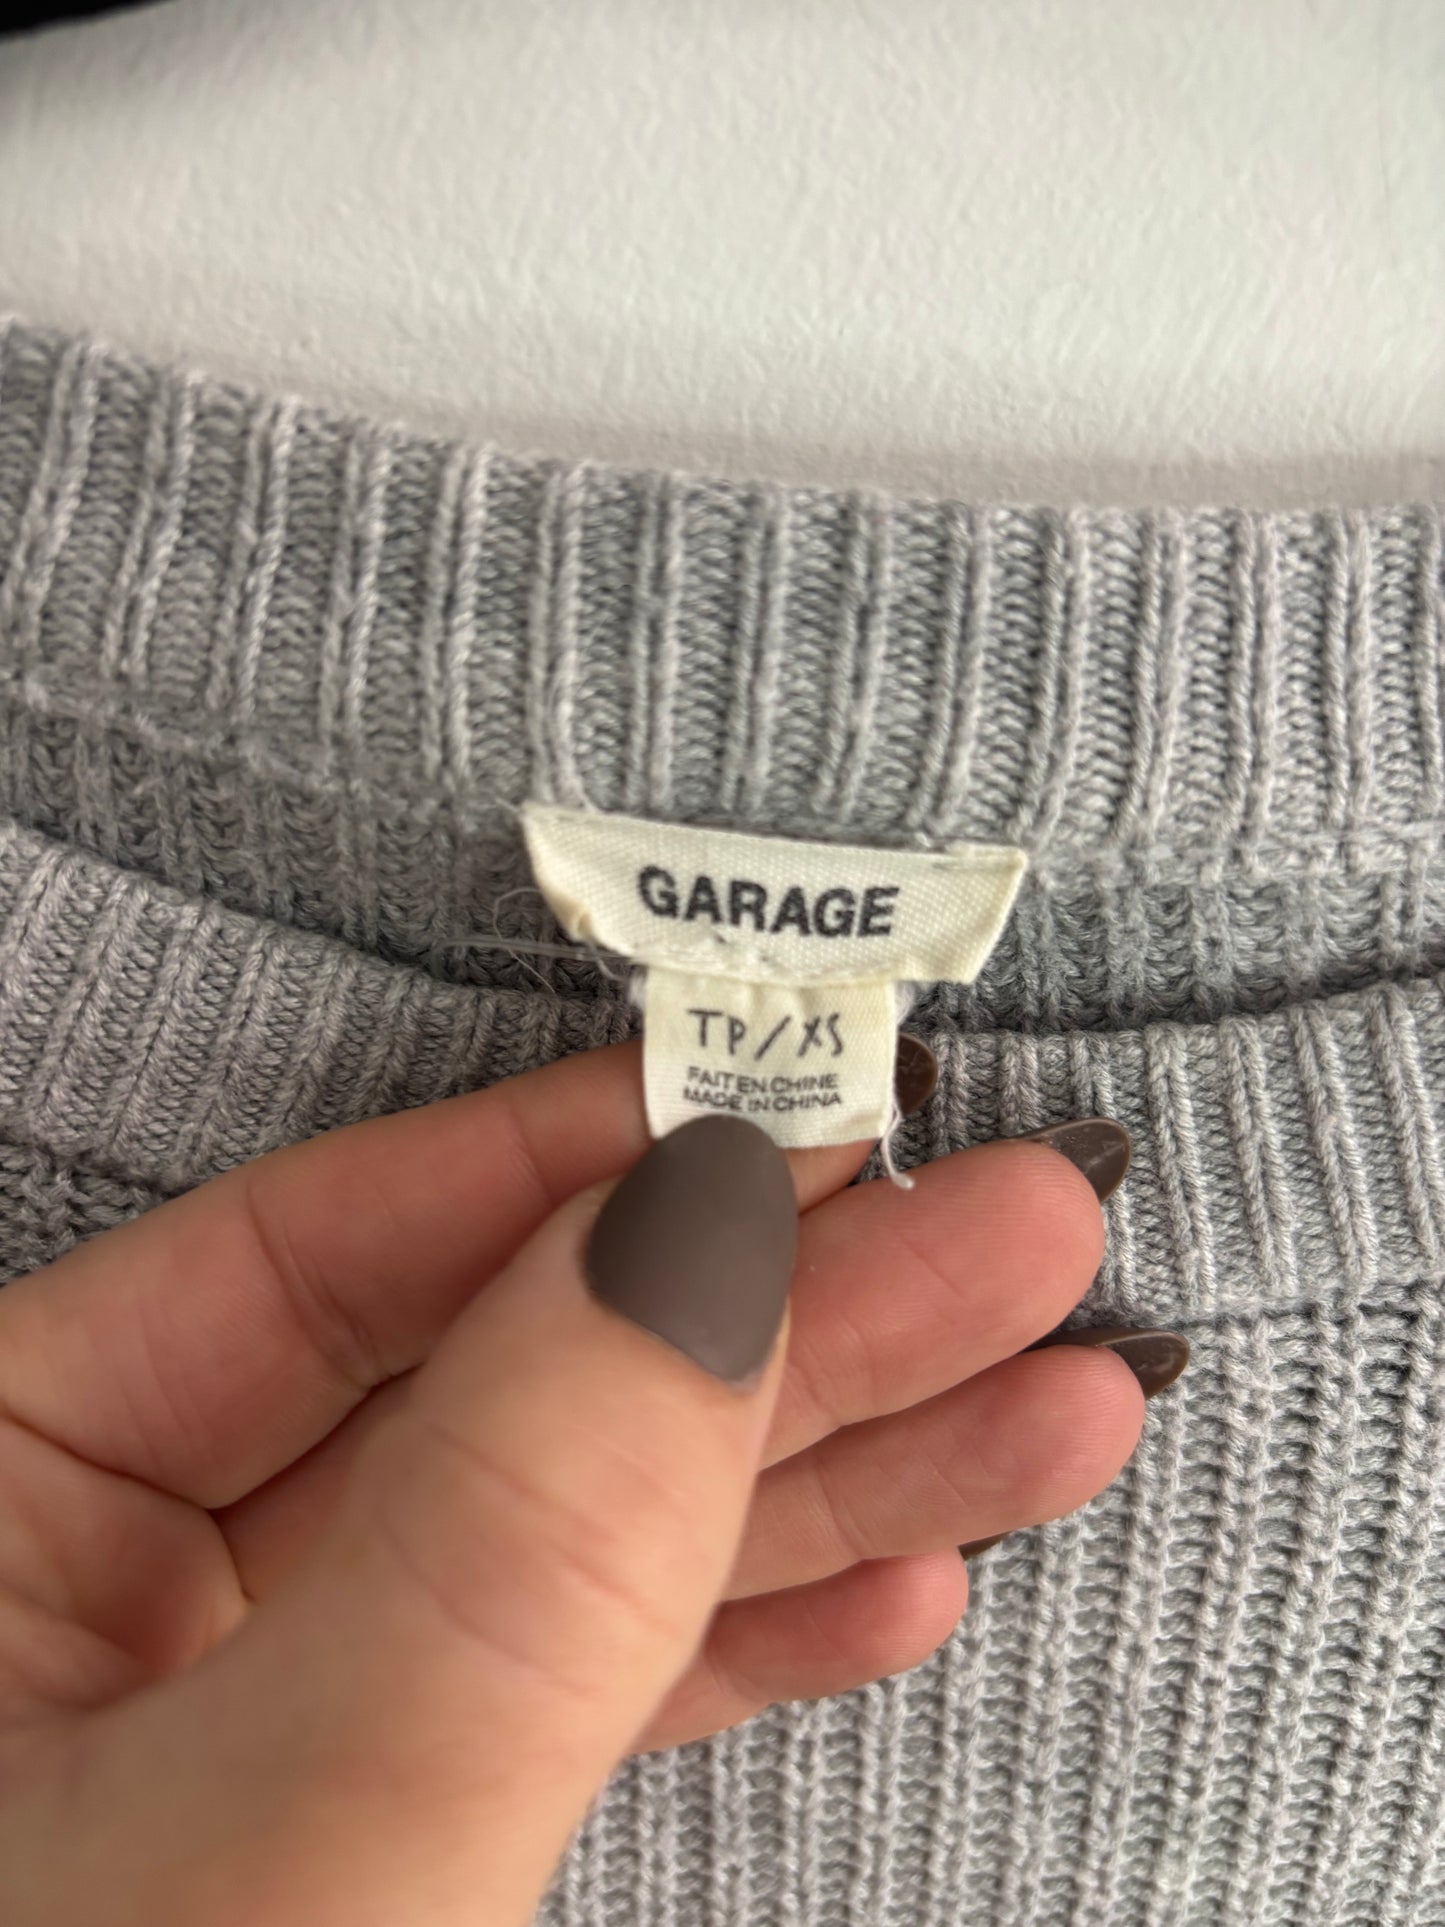 GARAGE
TP/XS
FAIT EN CHINE
MADE IN CHINA